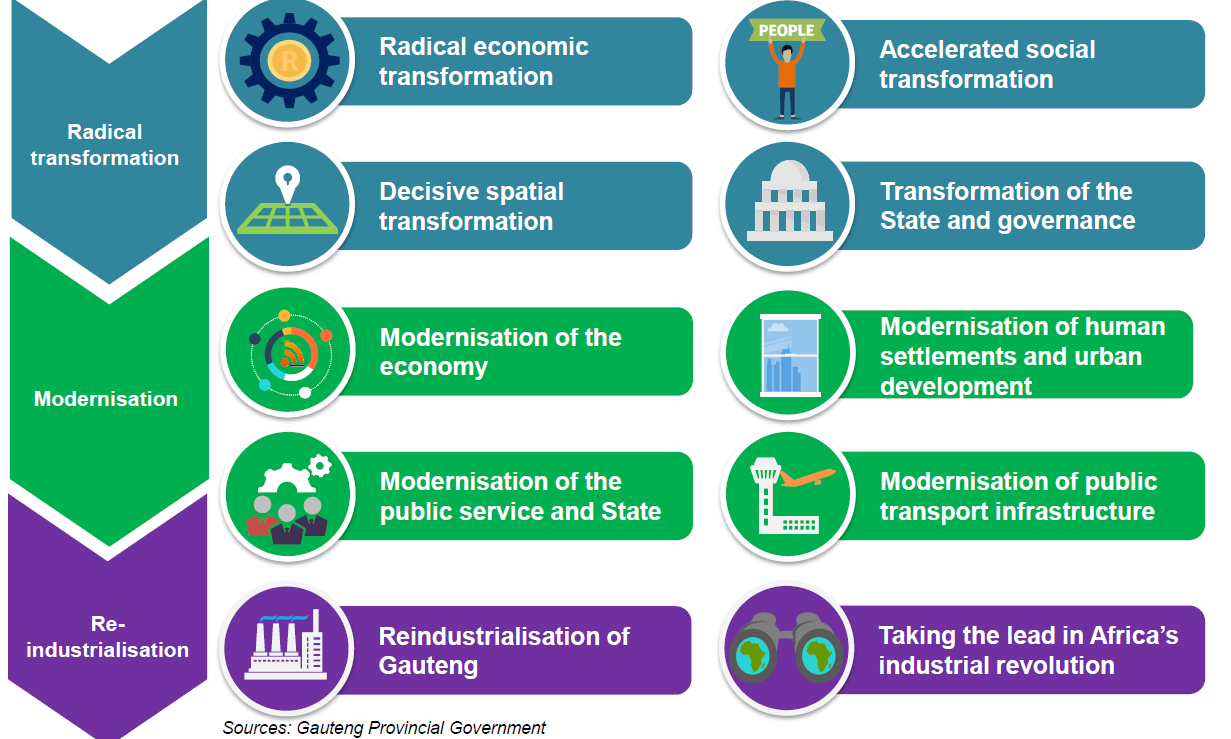 R
Radical economic
transformation
PEOPLE
Accelerated social
transformation
Radical
transformation
Decisive spatial
transformation
Transformation of the
State and governance
Modernisation of the
economy
Modernisation of human
settlements and urban
development
Modernisation
Modernisation of the
public service and State
Modernisation of public
transport infrastructure
Re-
industrialisation
Reindustrialisation of
Gauteng
Taking the lead in Africa's
industrial revolution
Sources: Gauteng Provincial Government